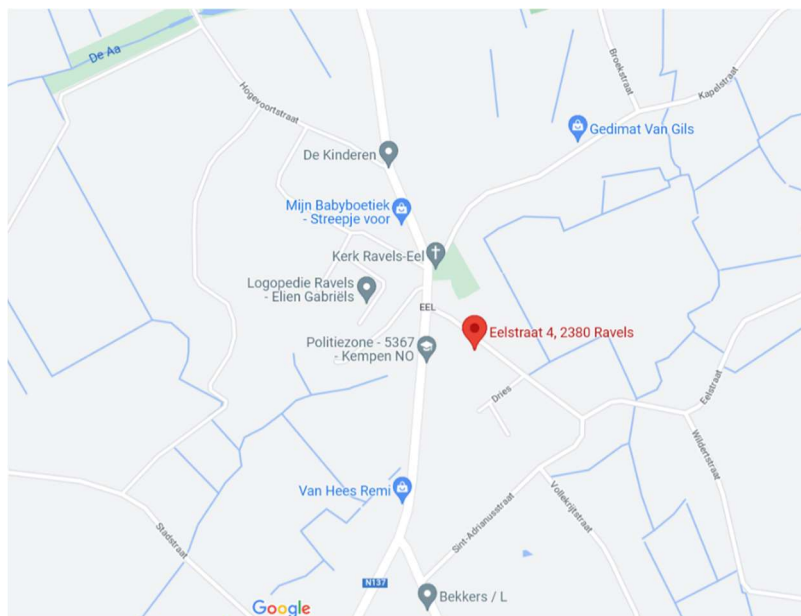 De Aa
Broekstraat
Kapelstraat
Hogevoortstraat
Gedimat Van Gils
De Kinderen
Mijn Babyboetiek
- Streepje voor
Kerk Ravels-Eel
Logopedie Ravels
- Elien Gabriëls
EEL
Eelstraat 4, 2380 Ravels
Politiezone - 5367
- Kempen NO
Dries
Eelstraat
Wildertstraat
Van Hees Remi
Sint-Adrianusstraat
Vollekrijtstraat
Stadstraat
N137
Google
Bekkers / L